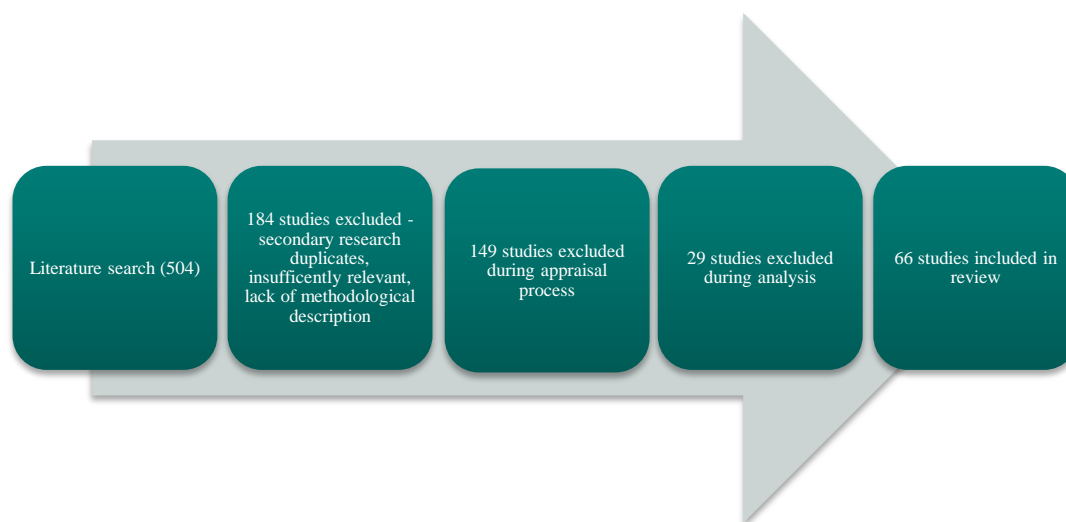 Literature search (504)
184 studies excluded -
secondary research
duplicates,
insufficently relevant,
lack of methodological
description
149 studies excluded
during appraisal
process
29 studies excluded
during analysis
66 studies included in
review